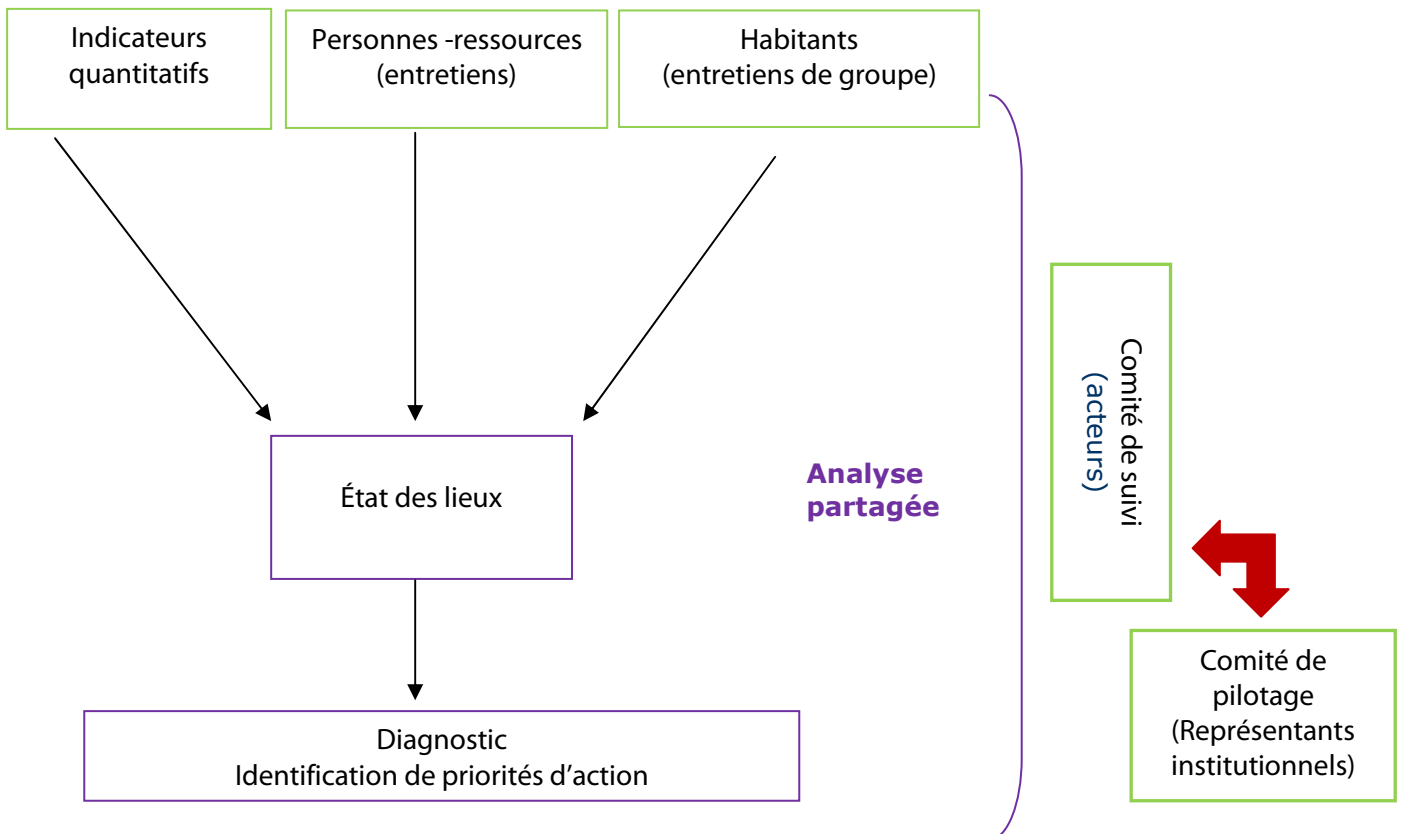 Indicateurs
quantitatifs
Personnes -ressources
(entretiens)
Habitants
(entretiens de groupe)
État des lieux
Analyse
partagée
Comité de suivi
(acteurs)
Diagnostic
Identification de priorités d’action
Comité de
pilotage
(Représentants
institutionnels)